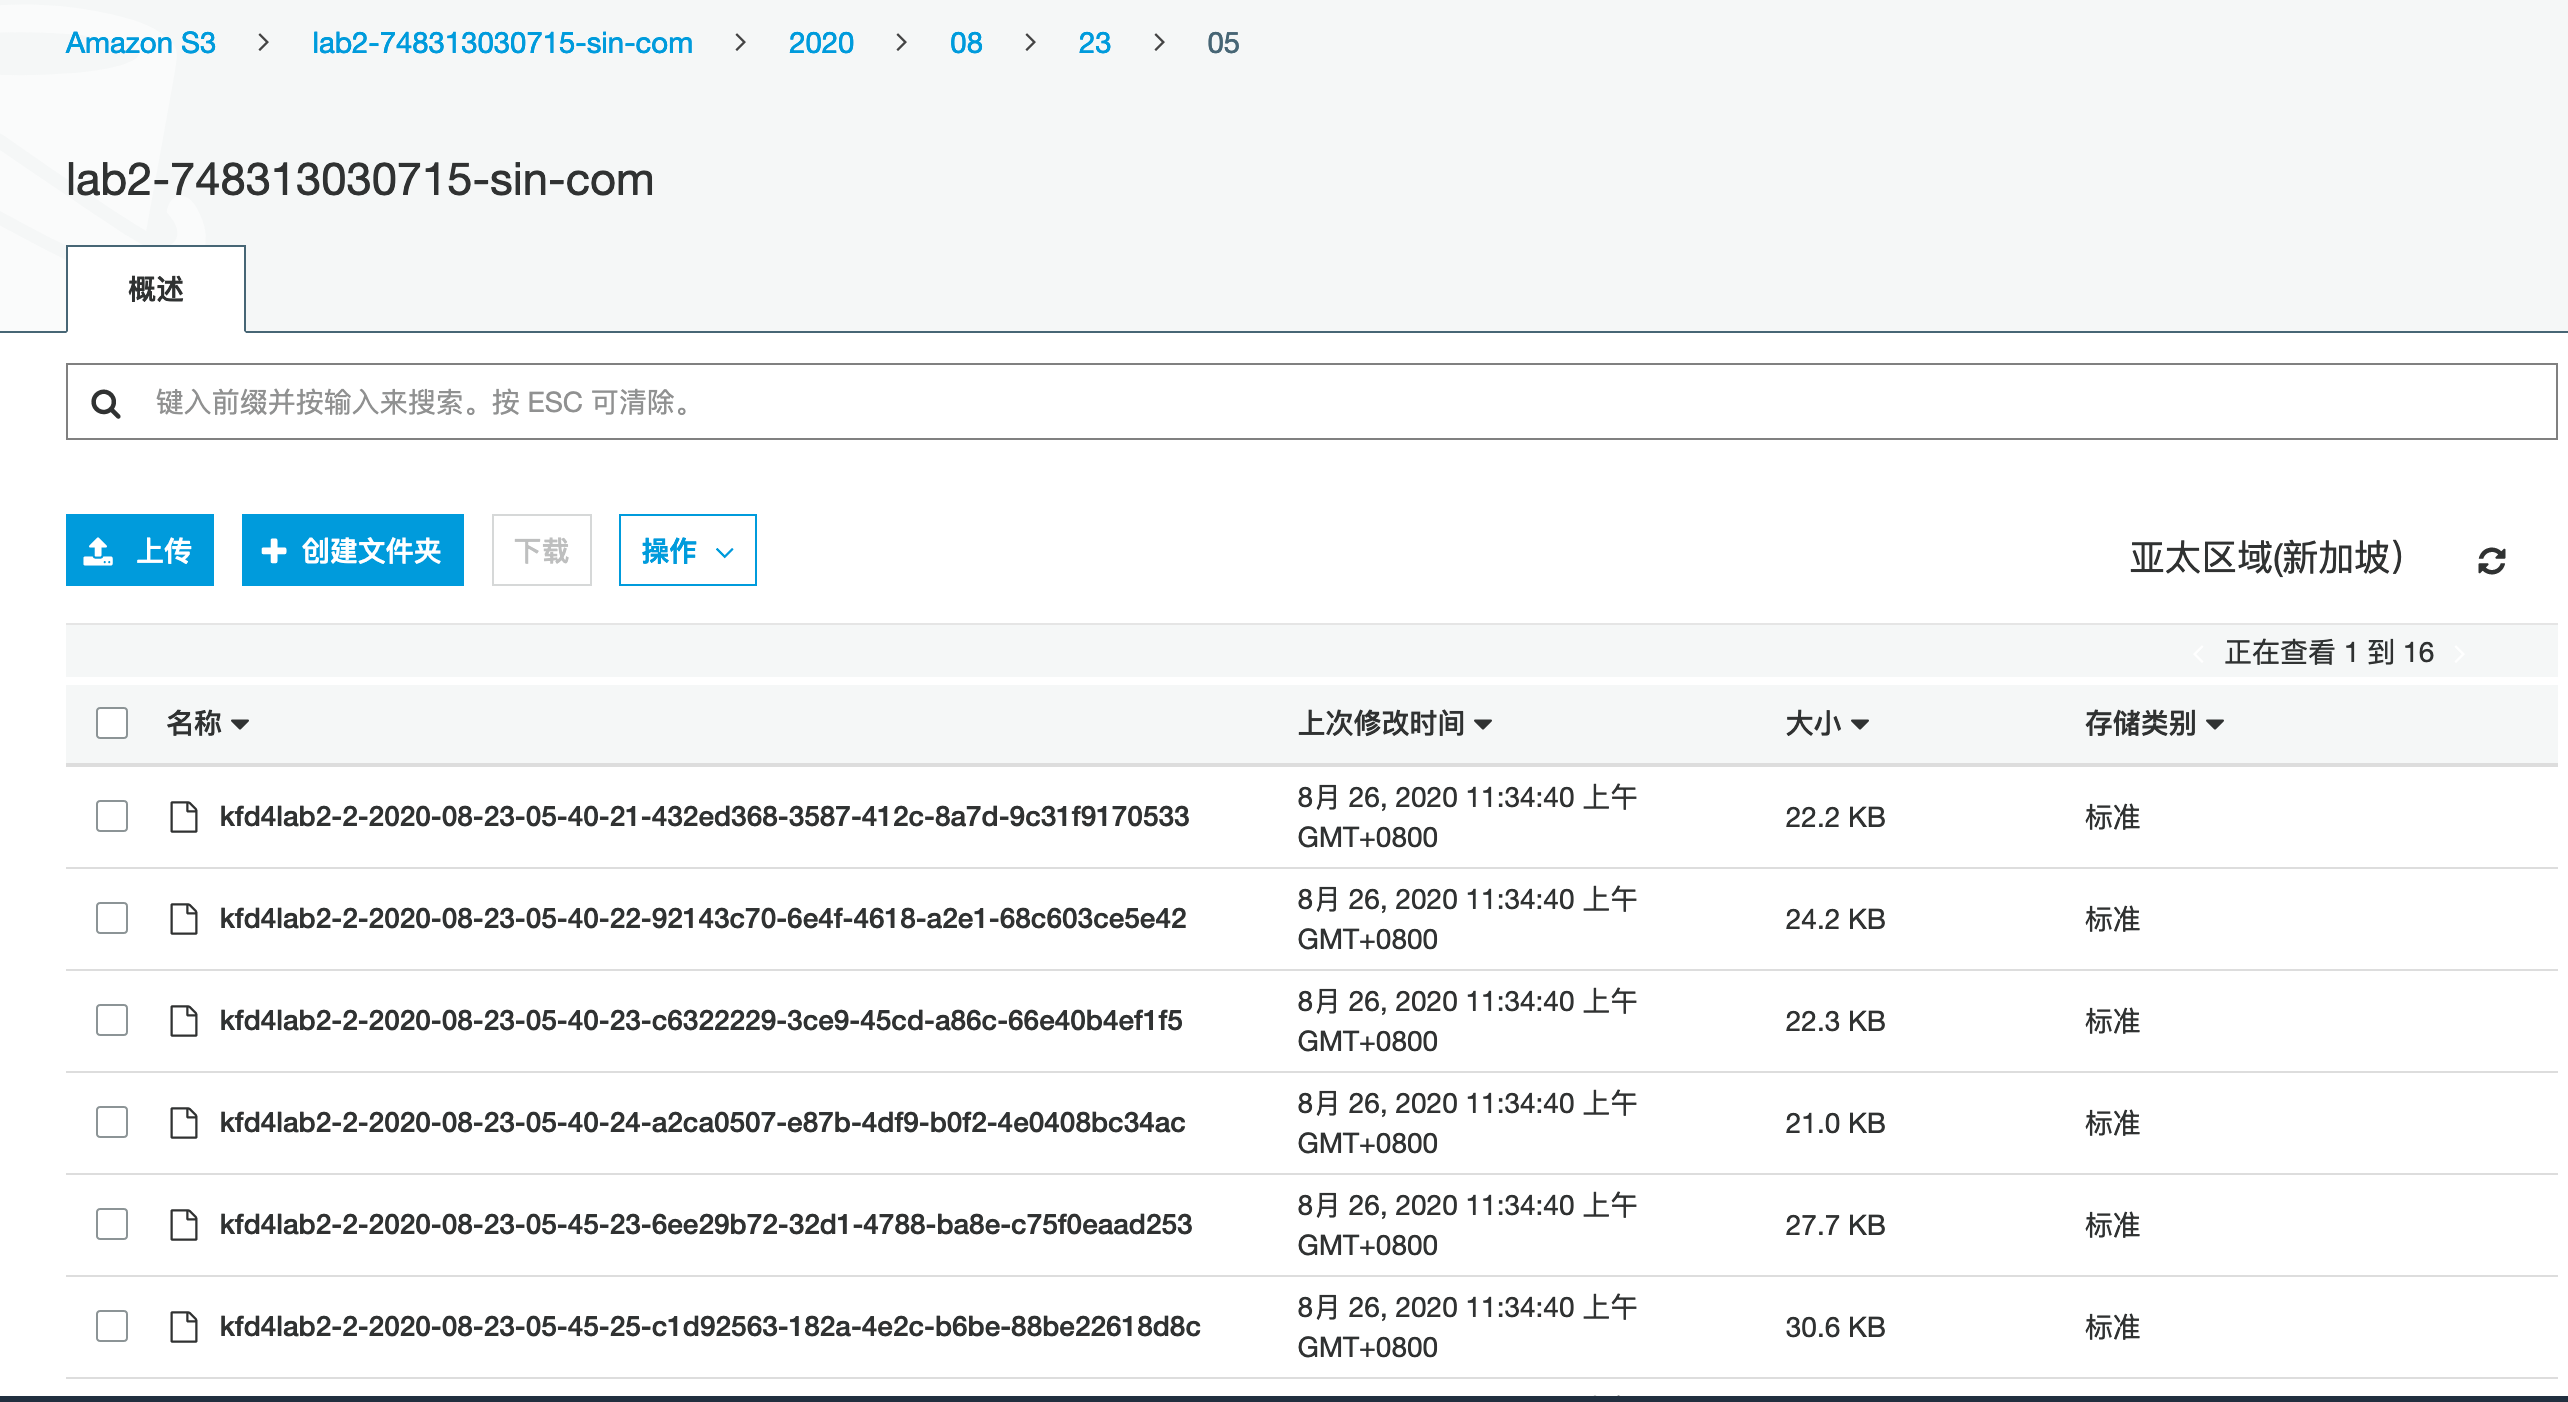 Amazon S3 > lab2-748313030715-sin-com > 2020 > 08 > 23 > 05
lab2-748313030715-sin-com
概述
键入前缀并按输入来搜索。按 ESC 可清除。
上传 创建文件夹 下载 操作 亚太区域(新加坡)
正在查看 1 到 16
名称 上次修改时间 大小 存储类别
kfd4lab2-2-2020-08-23-05-40-21-432ed368-3587-412c-8a7d-9c31f9170533 8月 26, 2020 11:34:40 上午 22.2 KB 标准
GMT+0800
kfd4lab2-2-2020-08-23-05-40-22-92143c70-6e4f-4618-a2e1-68c603ce5e42 8月 26, 2020 11:34:40 上午 24.2 KB 标准
GMT+0800
kfd4lab2-2-2020-08-23-05-40-23-c6322229-3ce9-45cd-a86c-66e40b4ef1f5 8月 26, 2020 11:34:40 上午 22.3 KB 标准
GMT+0800
kfd4lab2-2-2020-08-23-05-40-24-a2ca0507-e87b-4df9-b0f2-4e0408bc34ac 8月 26, 2020 11:34:40 上午 21.0 KB 标准
GMT+0800
kfd4lab2-2-2020-08-23-05-45-23-6ee29b72-32d1-4788-ba8e-c75f0eaad253 8月 26, 2020 11:34:40 上午 27.7 KB 标准
GMT+0800
kfd4lab2-2-2020-08-23-05-45-25-c1d92563-182a-4e2c-b6be-88be22618d8c 8月 26, 2020 11:34:40 上午 30.6 KB 标准
GMT+0800